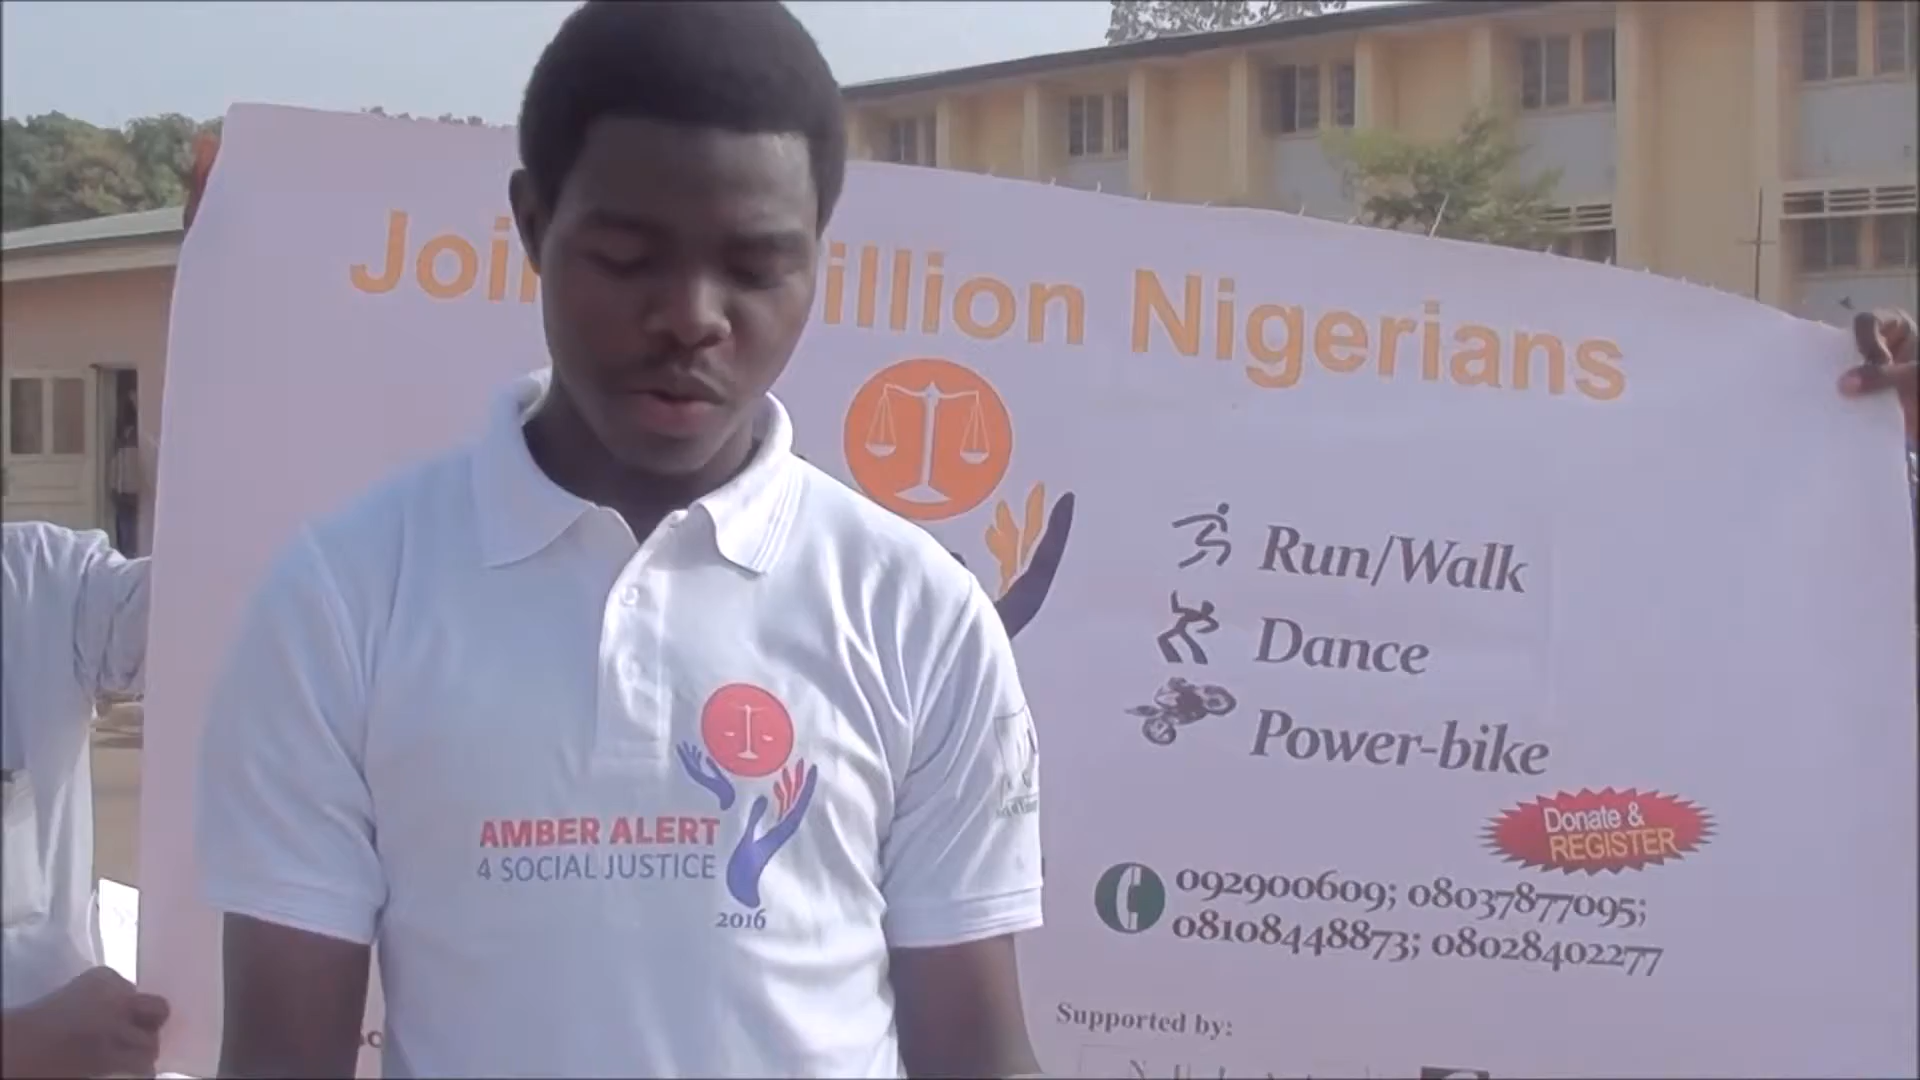 illion Nigerians
Run/Walk
Dance
Power-bike
Donate &
REGISTER
092900609; 08037877095;
08108448873; 08028402277
Supported by:
AMBER ALERT
4 SOCIAL JUSTICE
2016